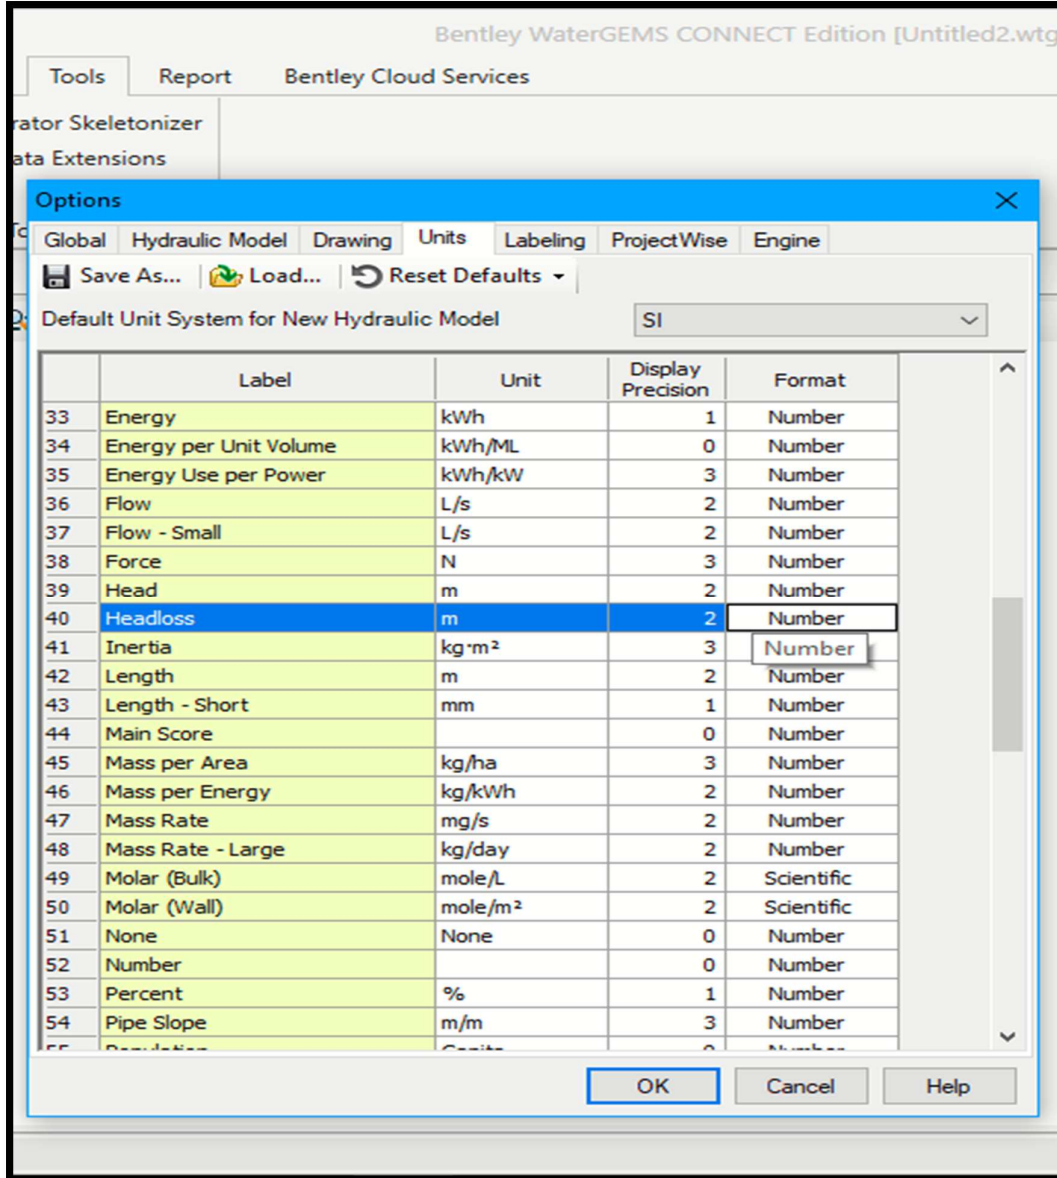 Bentley WaterGEMS CONNECT Edition [Untitled2.wtg
Tools Report Bentley Cloud Services
rator Skeletonizer
ata Extensions
Options
Global Hydraulic Model Drawing Units Labeling ProjectWise Engine
Save As... Load... Reset Defaults
Default Unit System for New Hydraulic Model SI
Label Unit Display Precision Format
33 Energy kWh 1 Number
34 Energy per Unit Volume kWh/ML 0 Number
35 Energy Use per Power kWh/kW 3 Number
36 Flow L/s 2 Number
37 Flow - Small L/s 2 Number
38 Force N 3 Number
39 Head m 2 Number
40 Headloss m 2 Number
41 Inertia kg·m² 3 Number
42 Length m 2 Number
43 Length - Short mm 1 Number
44 Main Score 0 Number
45 Mass per Area kg/ha 3 Number
46 Mass per Energy kg/kWh 2 Number
47 Mass Rate mg/s 2 Number
48 Mass Rate - Large kg/day 2 Number
49 Molar (Bulk) mole/L 2 Scientific
50 Molar (Wall) mole/m² 2 Scientific
51 None None 0 Number
52 Number 0 Number
53 Percent % 1 Number
54 Pipe Slope m/m 3 Number
OK Cancel Help